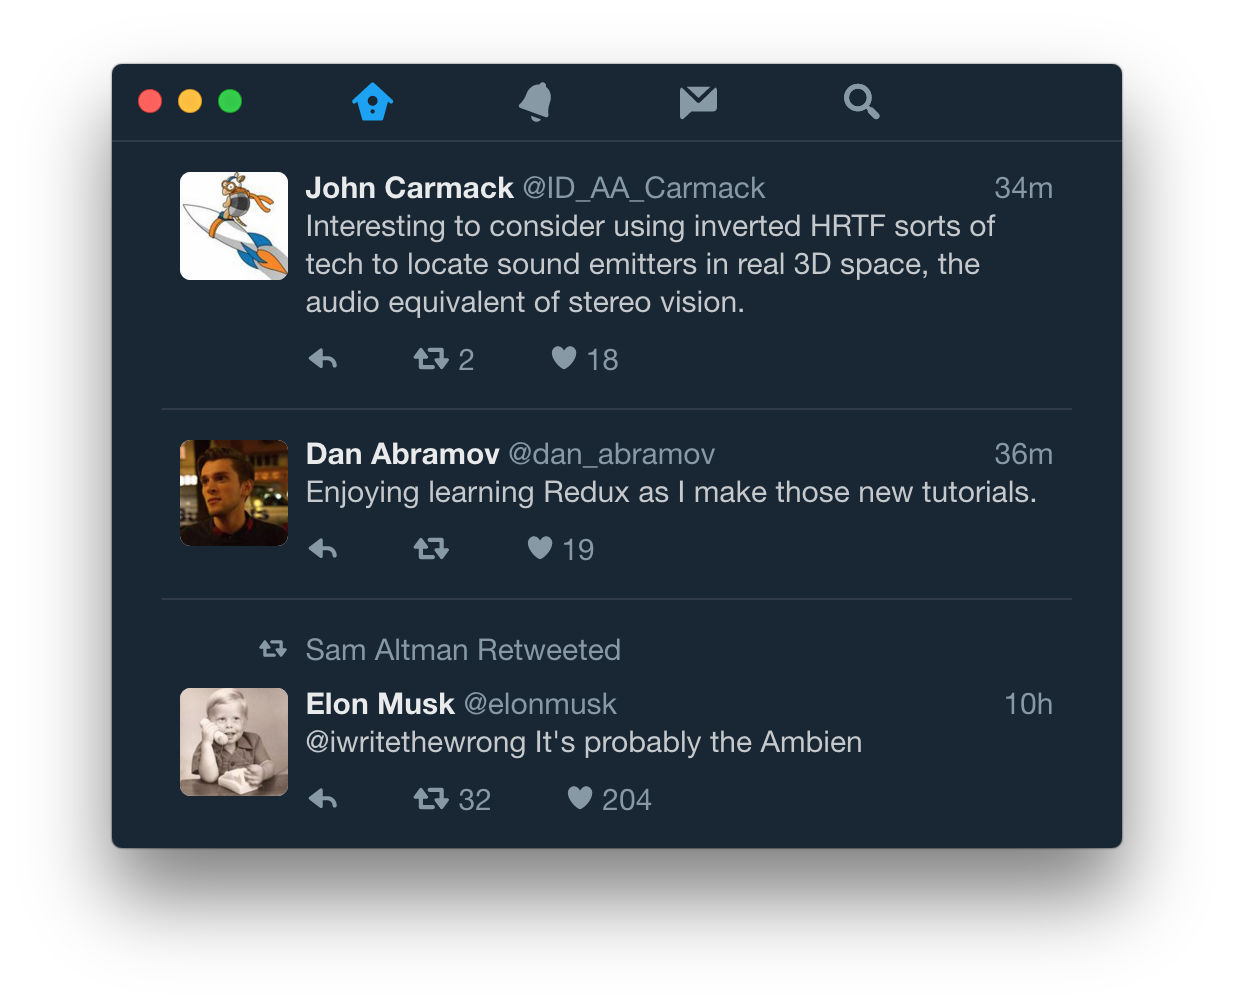 John Carmack @ID_AA_Carmack 34m
Interesting to consider using inverted HRTF sorts of
tech to locate sound emitters in real 3D space, the
audio equivalent of stereo vision.
2 18
Dan Abramov @dan_abramov 36m
Enjoying learning Redux as I make those new tutorials.
19
Sam Altman Retweeted
Elon Musk @elonmusk 10h
@iwritethewrong It's probably the Ambien
32 204